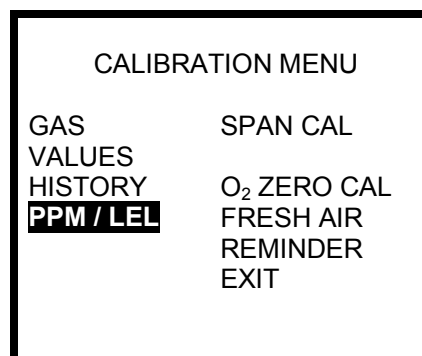 CALIBRATION MENU
GAS SPAN CAL
VALUES
HISTORY O₂ ZERO CAL
PPM / LEL FRESH AIR
REMINDER
EXIT